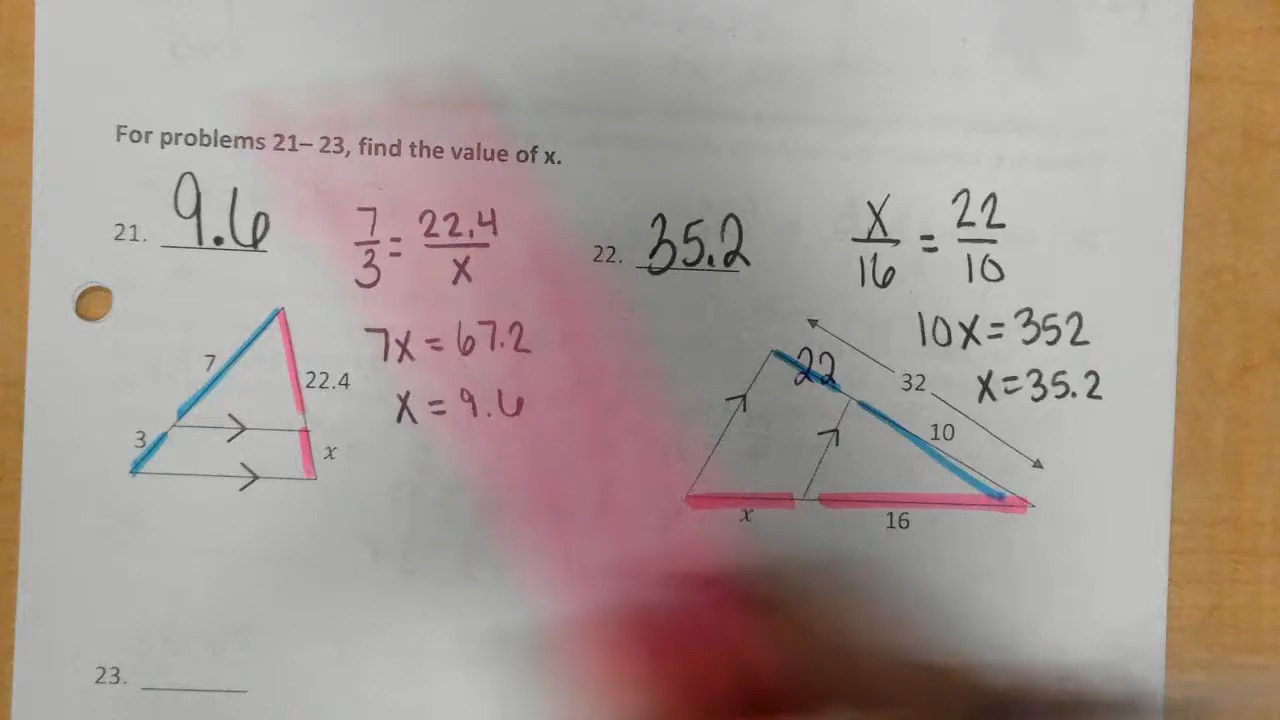 For problems 21– 23, find the value of x.
21. 9.6
7/3 = 22.4/x
7x = 67.2
x = 9.6
7
22.4
3
x
22. 35.2
x/16 = 22/10
10x = 352
x = 35.2
22
32
10
x
16
23.